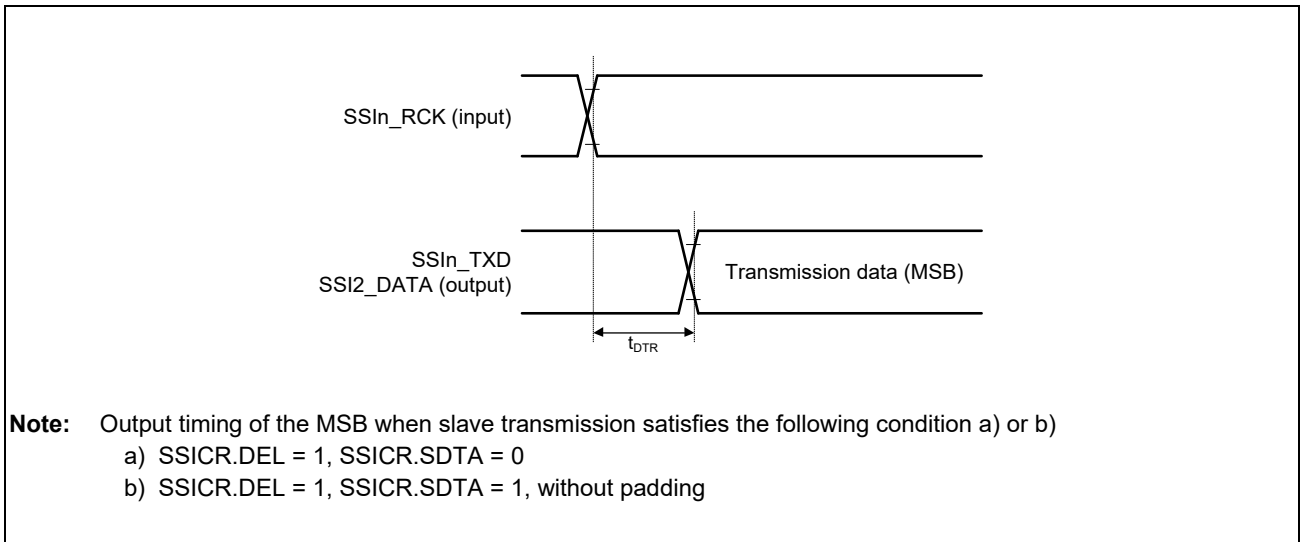 SSIn_RCK (input)
SSIn_TXD
SSI2_DATA (output)
Transmission data (MSB)
tDTR
Note: Output timing of the MSB when slave transmission satisfies the following condition a) or b)
a) SSICR.DEL = 1, SSICR.SDTA = 0
b) SSICR.DEL = 1, SSICR.SDTA = 1, without padding